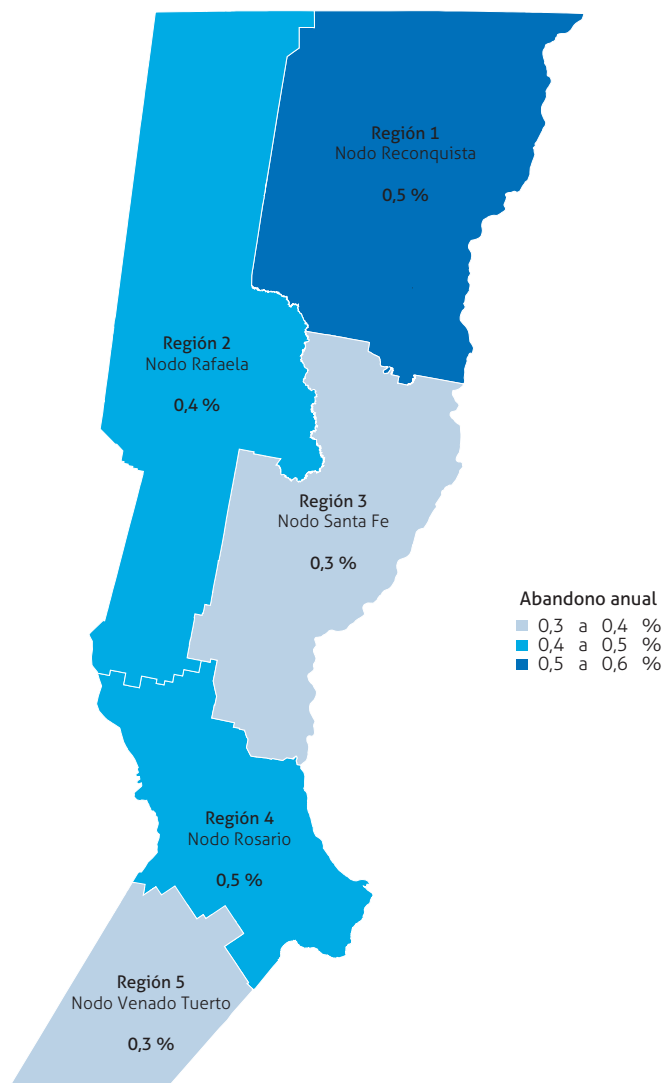 Región 1
Nodo Reconquista
0,5 %
Región 2
Nodo Rafaela
0,4 %
Región 3
Nodo Santa Fe
0,3 %
Abandono anual
0,3 a 0,4 %
0,4 a 0,5 %
0,5 a 0,6 %
Región 4
Nodo Rosario
0,5 %
Región 5
Nodo Venado Tuerto
0,3 %